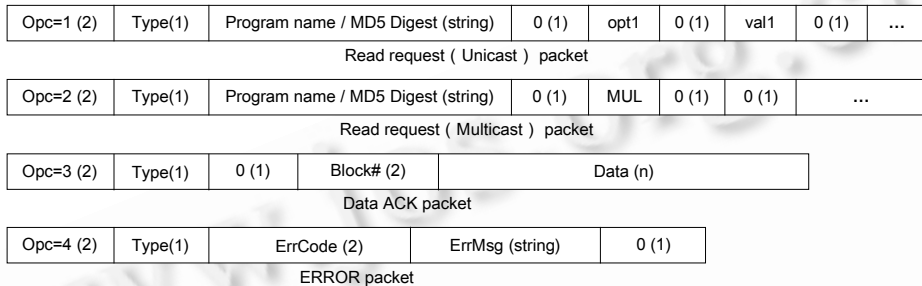 Opc=1 (2) Type(1) Program name / MD5 Digest (string) 0 (1) opt1 0 (1) val1 0 (1) ...
Read request ( Unicast ) packet
Opc=2 (2) Type(1) Program name / MD5 Digest (string) 0 (1) MUL 0 (1) 0 (1) ...
Read request ( Multicast ) packet
Opc=3 (2) Type(1) 0 (1) Block# (2) Data (n)
Data ACK packet
Opc=4 (2) Type(1) ErrCode (2) ErrMsg (string) 0 (1)
ERROR packet